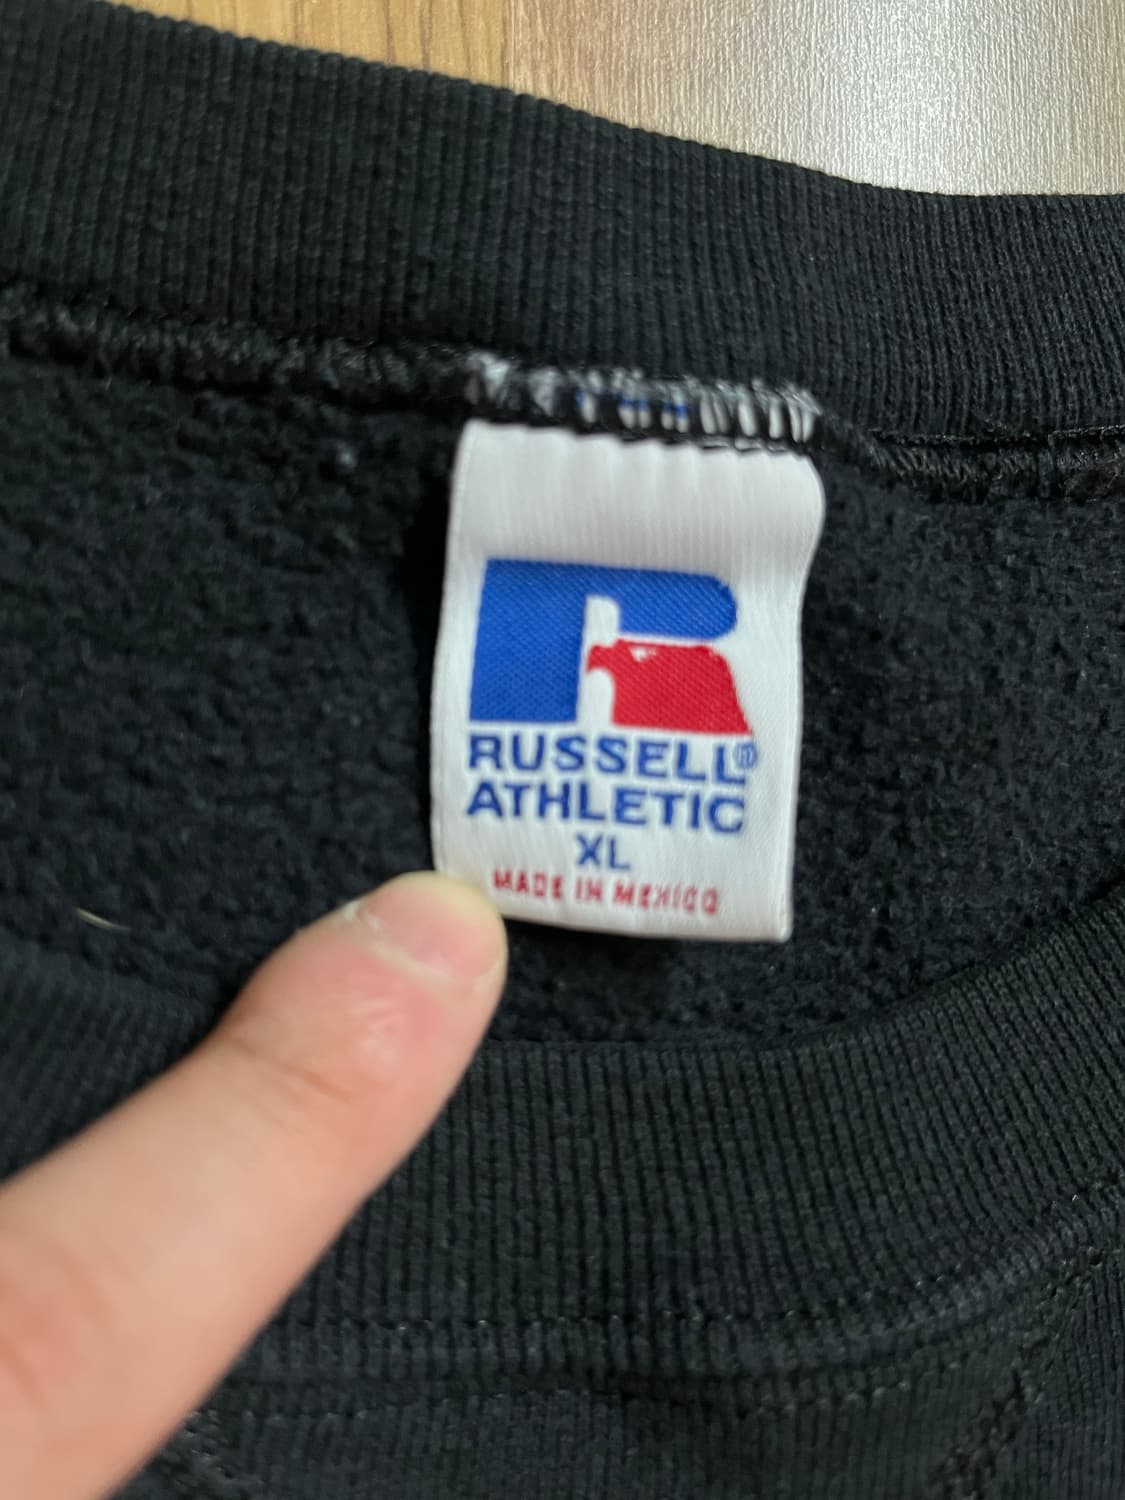 R
RUSSELL®
ATHLETIC
XL
MADE IN MEXICO